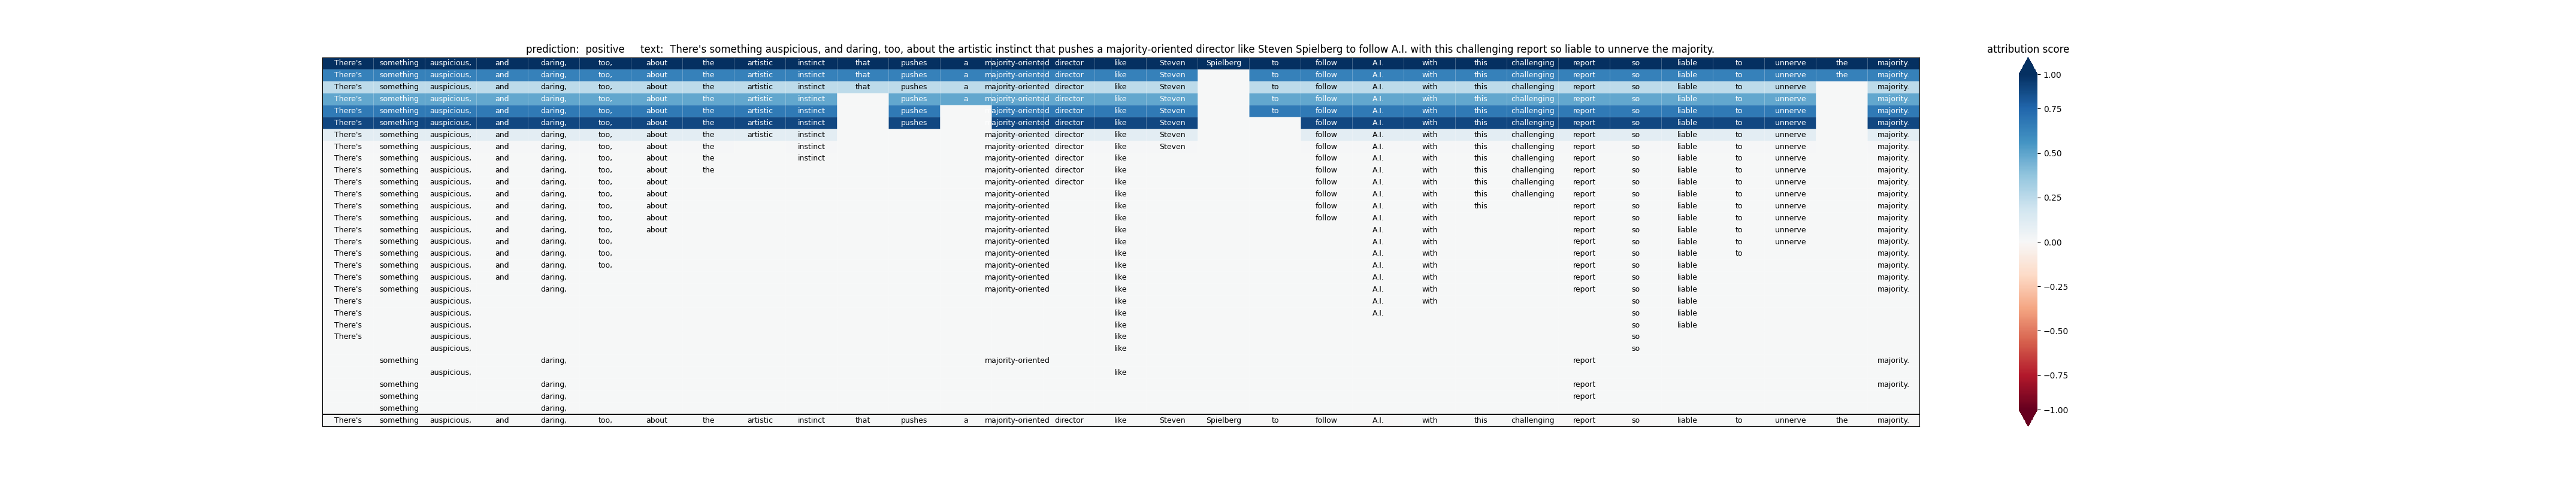 prediction: positive text: There's something auspicious, and daring, too, about the artistic instinct that pushes a majority-oriented director like Steven Spielberg to follow A.I. with this challenging report so liable to unnerve the majority.
attribution score
There's something auspicious, and daring, too, about the artistic instinct that pushes a majority-oriented director like Steven Spielberg to follow A.I. with this challenging report so liable to unnerve the majority.
There's something auspicious, and daring, too, about the artistic instinct that pushes a majority-oriented director like Steven to follow A.I. with this challenging report so liable to unnerve the majority.
There's something auspicious, and daring, too, about the artistic instinct that pushes a majority-oriented director like Steven to follow A.I. with this challenging report so liable to unnerve majority.
There's something auspicious, and daring, too, about the artistic instinct pushes a majority-oriented director like Steven to follow A.I. with this challenging report so liable to unnerve majority.
There's something auspicious, and daring, too, about the artistic instinct pushes majority-oriented director like Steven to follow A.I. with this challenging report so liable to unnerve majority.
There's something auspicious, and daring, too, about the artistic instinct pushes majority-oriented director like Steven follow A.I. with this challenging report so liable to unnerve majority.
There's something auspicious, and daring, too, about the artistic instinct majority-oriented director like Steven follow A.I. with this challenging report so liable to unnerve majority.
There's something auspicious, and daring, too, about the instinct majority-oriented director like Steven follow A.I. with this challenging report so liable to unnerve majority.
There's something auspicious, and daring, too, about the instinct majority-oriented director like follow A.I. with this challenging report so liable to unnerve majority.
There's something auspicious, and daring, too, about the majority-oriented director like follow A.I. with this challenging report so liable to unnerve majority.
There's something auspicious, and daring, too, about majority-oriented director like follow A.I. with this challenging report so liable to unnerve majority.
There's something auspicious, and daring, too, about majority-oriented like follow A.I. with this challenging report so liable to unnerve majority.
There's something auspicious, and daring, too, about majority-oriented like follow A.I. with this report so liable to unnerve majority.
There's something auspicious, and daring, too, about majority-oriented like follow A.I. with report so liable to unnerve majority.
There's something auspicious, and daring, too, about majority-oriented like A.I. with report so liable to unnerve majority.
There's something auspicious, and daring, too, majority-oriented like A.I. with report so liable to unnerve majority.
There's something auspicious, and daring, too, majority-oriented like A.I. with report so liable to majority.
There's something auspicious, and daring, too, majority-oriented like A.I. with report so liable majority.
There's something auspicious, and daring, majority-oriented like A.I. with report so liable majority.
There's something auspicious, daring, majority-oriented like A.I. with report so liable majority.
There's auspicious, like A.I. with so liable
There's auspicious, like A.I. so liable
There's auspicious, like so liable
There's auspicious, like so
auspicious, like so
something daring, majority-oriented report majority.
auspicious, like
something daring, report majority.
something daring, report
something daring,
There's something auspicious, and daring, too, about the artistic instinct that pushes a majority-oriented director like Steven Spielberg to follow A.I. with this challenging report so liable to unnerve the majority.
1.00
0.75
0.50
0.25
0.00
−0.25
−0.50
−0.75
−1.00